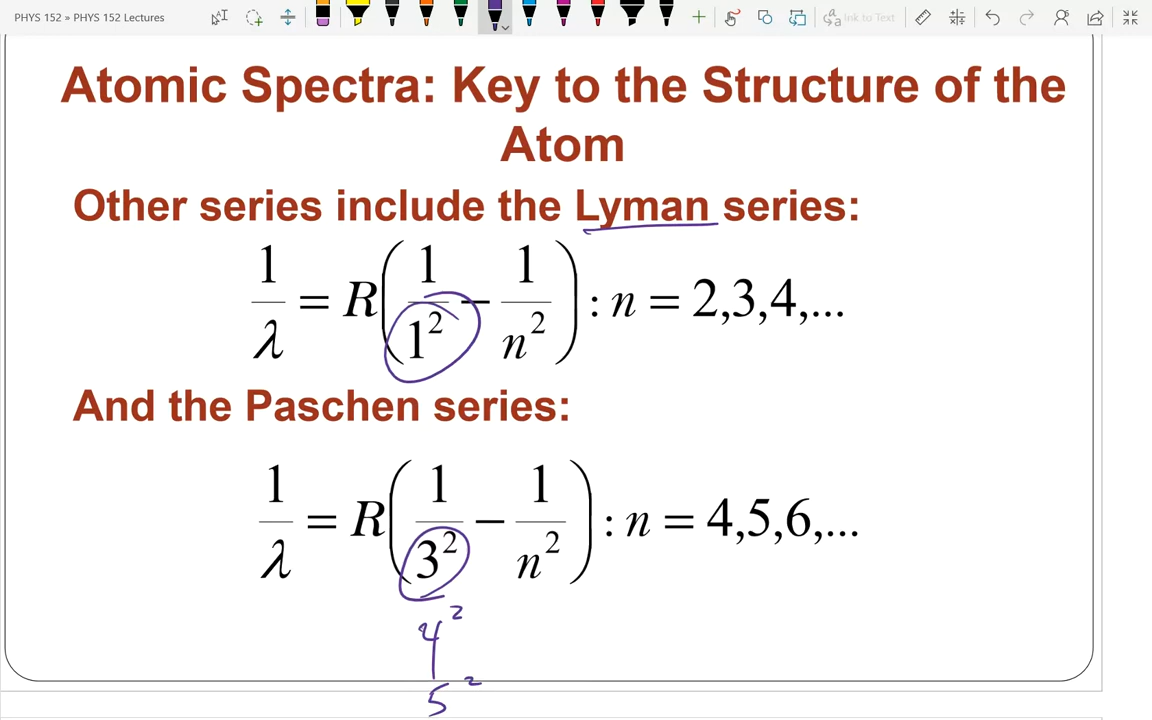 PHYS 152 » PHYS 152 Lectures
Link to Text
Atomic Spectra: Key to the Structure of the
Atom
Other series include the Lyman series:
1/λ = R(1/1² − 1/n²) : n = 2,3,4,...
And the Paschen series:
1/λ = R(1/3² − 1/n²) : n = 4,5,6,...
4²
5²